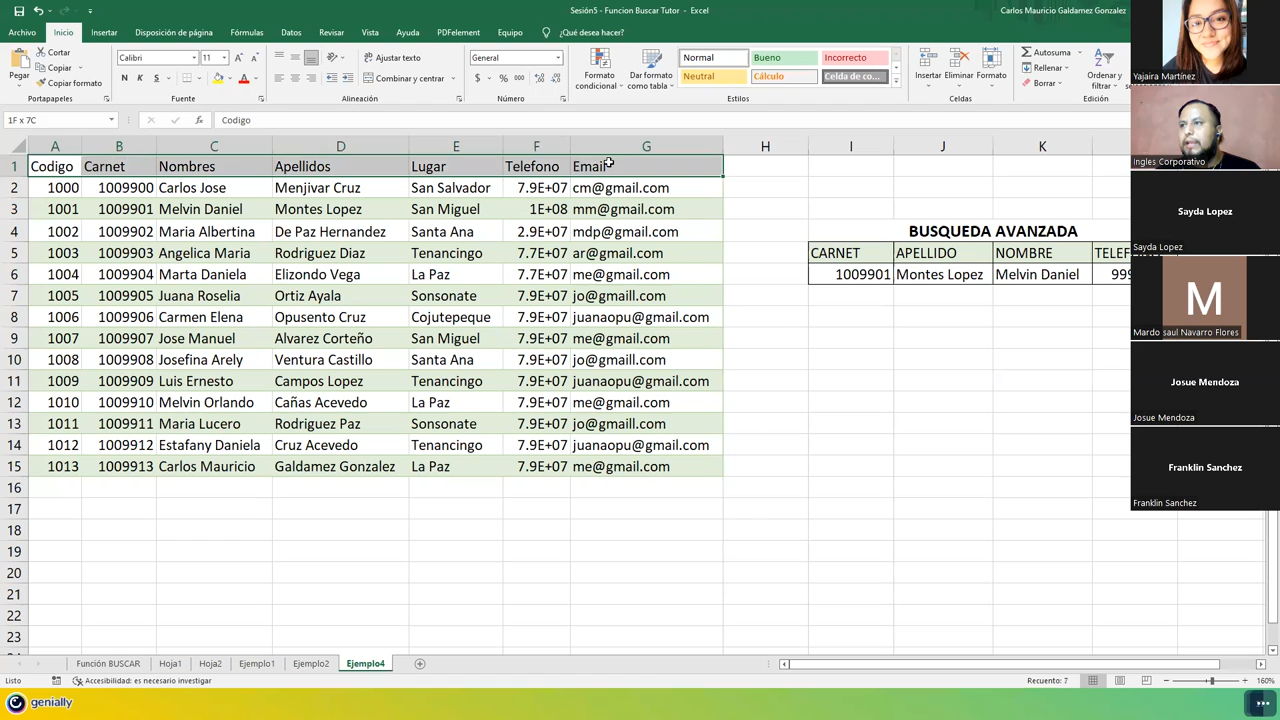 Sesión5 - Funcion Buscar Tutor - Excel
Carlos Mauricio Galdamez Gonzalez
Archivo Inicio Insertar Disposición de página Fórmulas Datos Revisar Vista Ayuda PDFelement Equipo ¿Qué desea hacer?
Pegar
Cortar
Copiar
Copiar formato
Portapapeles
Calibri 11
N K S
Fuente
Ajustar texto
Combinar y centrar
Alineación
General
Número
Formato condicional
Dar formato como tabla
Normal Bueno Incorrecto
Neutral Cálculo Celda de co...
Estilos
Insertar Eliminar Formato
Celdas
Autosuma
Rellenar
Borrar
Ordenar y filtrar
Edición
1F x 7C fx Codigo
A B C D E F G H I J K
1 Codigo Carnet Nombres Apellidos Lugar Telefono Email
2 1000 1009900 Carlos Jose Menjivar Cruz San Salvador 7.9E+07 cm@gmail.com
3 1001 1009901 Melvin Daniel Montes Lopez San Miguel 1E+08 mm@gmail.com
4 1002 1009902 Maria Albertina De Paz Hernandez Santa Ana 2.9E+07 mdp@gmail.com BUSQUEDA AVANZADA
5 1003 1009903 Angelica Maria Rodriguez Diaz Tenancingo 7.7E+07 ar@gmail.com CARNET APELLIDO NOMBRE TELEF
6 1004 1009904 Marta Daniela Elizondo Vega La Paz 7.7E+07 me@gmail.com 1009901 Montes Lopez Melvin Daniel 999
7 1005 1009905 Juana Roselia Ortiz Ayala Sonsonate 7.9E+07 jo@gmaill.com
8 1006 1009906 Carmen Elena Opusento Cruz Cojutepeque 7.9E+07 juanaopu@gmail.com
9 1007 1009907 Jose Manuel Alvarez Corteño San Miguel 7.9E+07 me@gmail.com
10 1008 1009908 Josefina Arely Ventura Castillo Santa Ana 7.9E+07 jo@gmaill.com
11 1009 1009909 Luis Ernesto Campos Lopez Tenancingo 7.9E+07 juanaopu@gmail.com
12 1010 1009910 Melvin Orlando Cañas Acevedo La Paz 7.9E+07 me@gmail.com
13 1011 1009911 Maria Lucero Rodriguez Paz Sonsonate 7.9E+07 jo@gmaill.com
14 1012 1009912 Estafany Daniela Cruz Acevedo Tenancingo 7.9E+07 juanaopu@gmail.com
15 1013 1009913 Carlos Mauricio Galdamez Gonzalez La Paz 7.9E+07 me@gmail.com
16
17
18
19
20
21
22
23
Función BUSCAR Hoja1 Hoja2 Ejemplo1 Ejemplo2 Ejemplo4
Listo Accesibilidad: es necesario investigar Recuento: 7 160%
genially
Yajaira Martínez
Ingles Corporativo
Sayda Lopez
Sayda Lopez
M
Mardo saul Navarro Flores
Josue Mendoza
Josue Mendoza
Franklin Sanchez
Franklin Sanchez